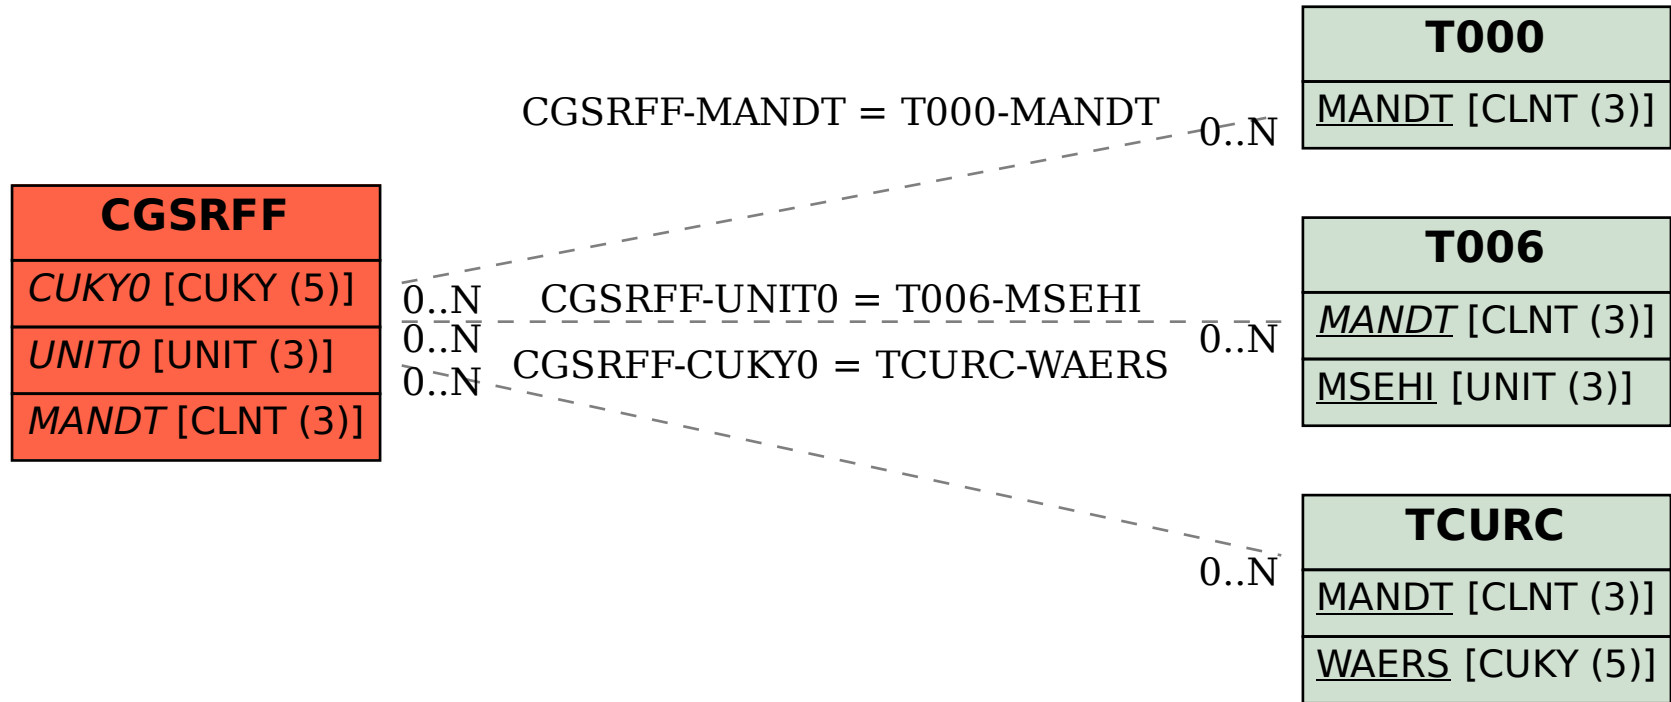 CGSRFF
CUKY0 [CUKY (5)]
UNIT0 [UNIT (3)]
MANDT [CLNT (3)]
CGSRFF-MANDT = T000-MANDT
0..N
0..N
CGSRFF-UNIT0 = T006-MSEHI
0..N
0..N
CGSRFF-CUKY0 = TCURC-WAERS
0..N
0..N
T000
MANDT [CLNT (3)]
T006
MANDT [CLNT (3)]
MSEHI [UNIT (3)]
TCURC
MANDT [CLNT (3)]
WAERS [CUKY (5)]